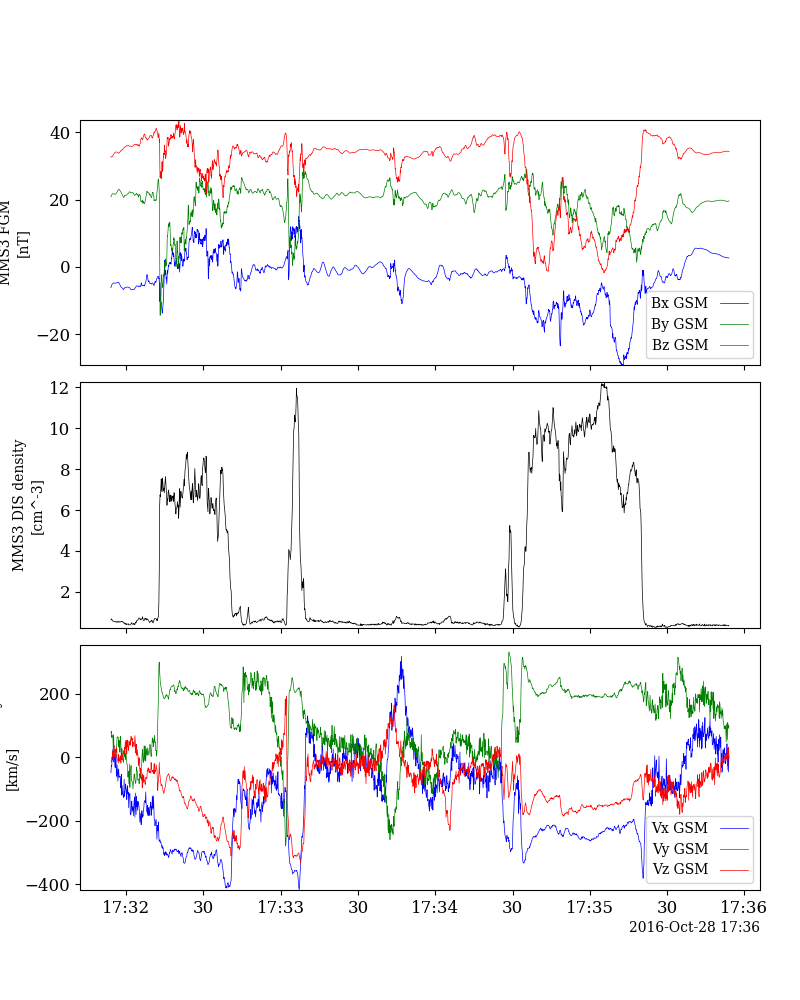 40
20
0
−20
MMS3 FGM
[nT]
Bx GSM
By GSM
Bz GSM
12
10
8
6
4
2
MMS3 DIS density
[cm^-3]
200
0
−200
−400
[km/s]
Vx GSM
Vy GSM
Vz GSM
17:32 30 17:33 30 17:34 30 17:35 30 17:36
2016-Oct-28 17:36